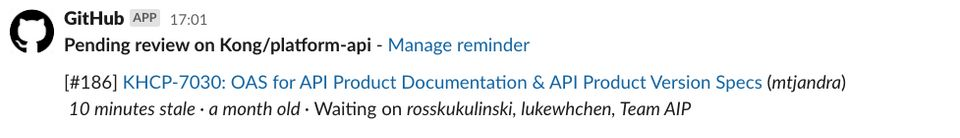 GitHub APP 17:01
Pending review on Kong/platform-api - Manage reminder
[#186] KHCP-7030: OAS for API Product Documentation & API Product Version Specs (mtjandra)
10 minutes stale · a month old · Waiting on rosskukulinski, lukewhchen, Team AIP